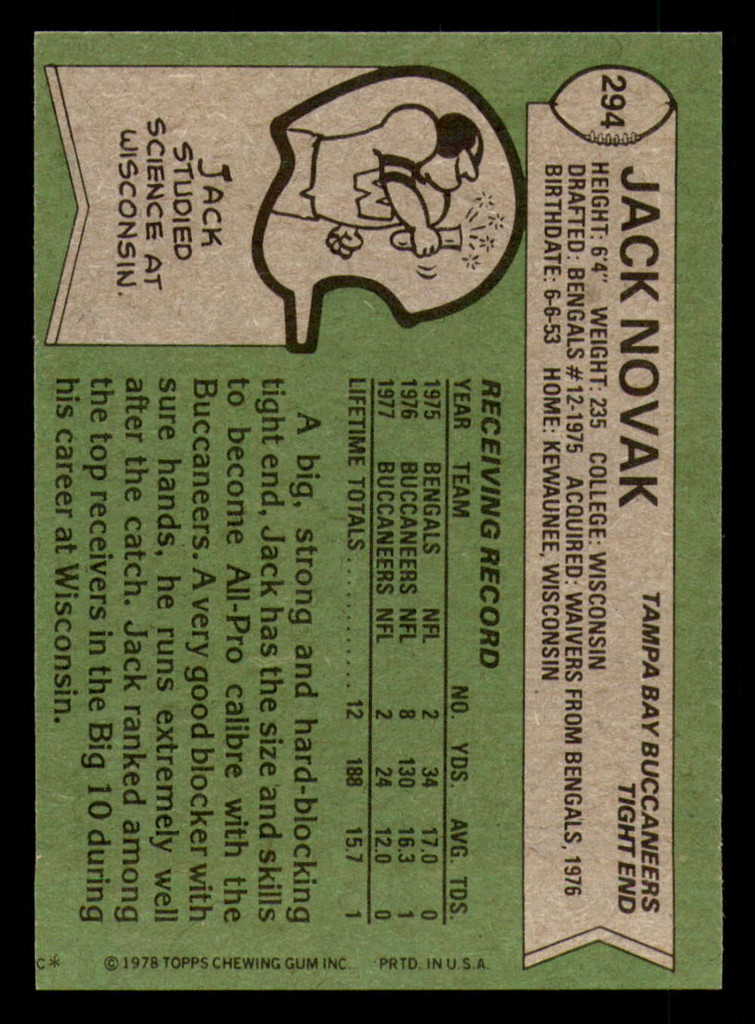 294
JACK NOVAK
TAMPA BAY BUCCANEERS
TIGHT END
HEIGHT: 6'4" WEIGHT: 235 COLLEGE: WISCONSIN
DRAFTED: BENGALS #12-1975 ACQUIRED: WAIVERS FROM BENGALS, 1976
BIRTHDATE: 6-6-53 HOME: KEWAUNEE, WISCONSIN
W
JACK
STUDIED
SCIENCE AT
WISCONSIN.
RECEIVING RECORD
YEAR TEAM NO. YDS. AVG. TDS.
1975 BENGALS NFL 2 34 17.0 0
1976 BUCCANEERS NFL 8 130 16.3 1
1977 BUCCANEERS NFL 2 24 12.0 0
LIFETIME TOTALS .......... 12 188 15.7 1
A big, strong and hard-blocking
tight end, Jack has the size and skills
to become All-Pro calibre with the
Buccaneers. A very good blocker with
sure hands, he runs extremely well
after the catch. Jack ranked among
the top receivers in the Big 10 during
his career at Wisconsin.
C* © 1978 TOPPS CHEWING GUM INC. PRTD. IN U.S.A.